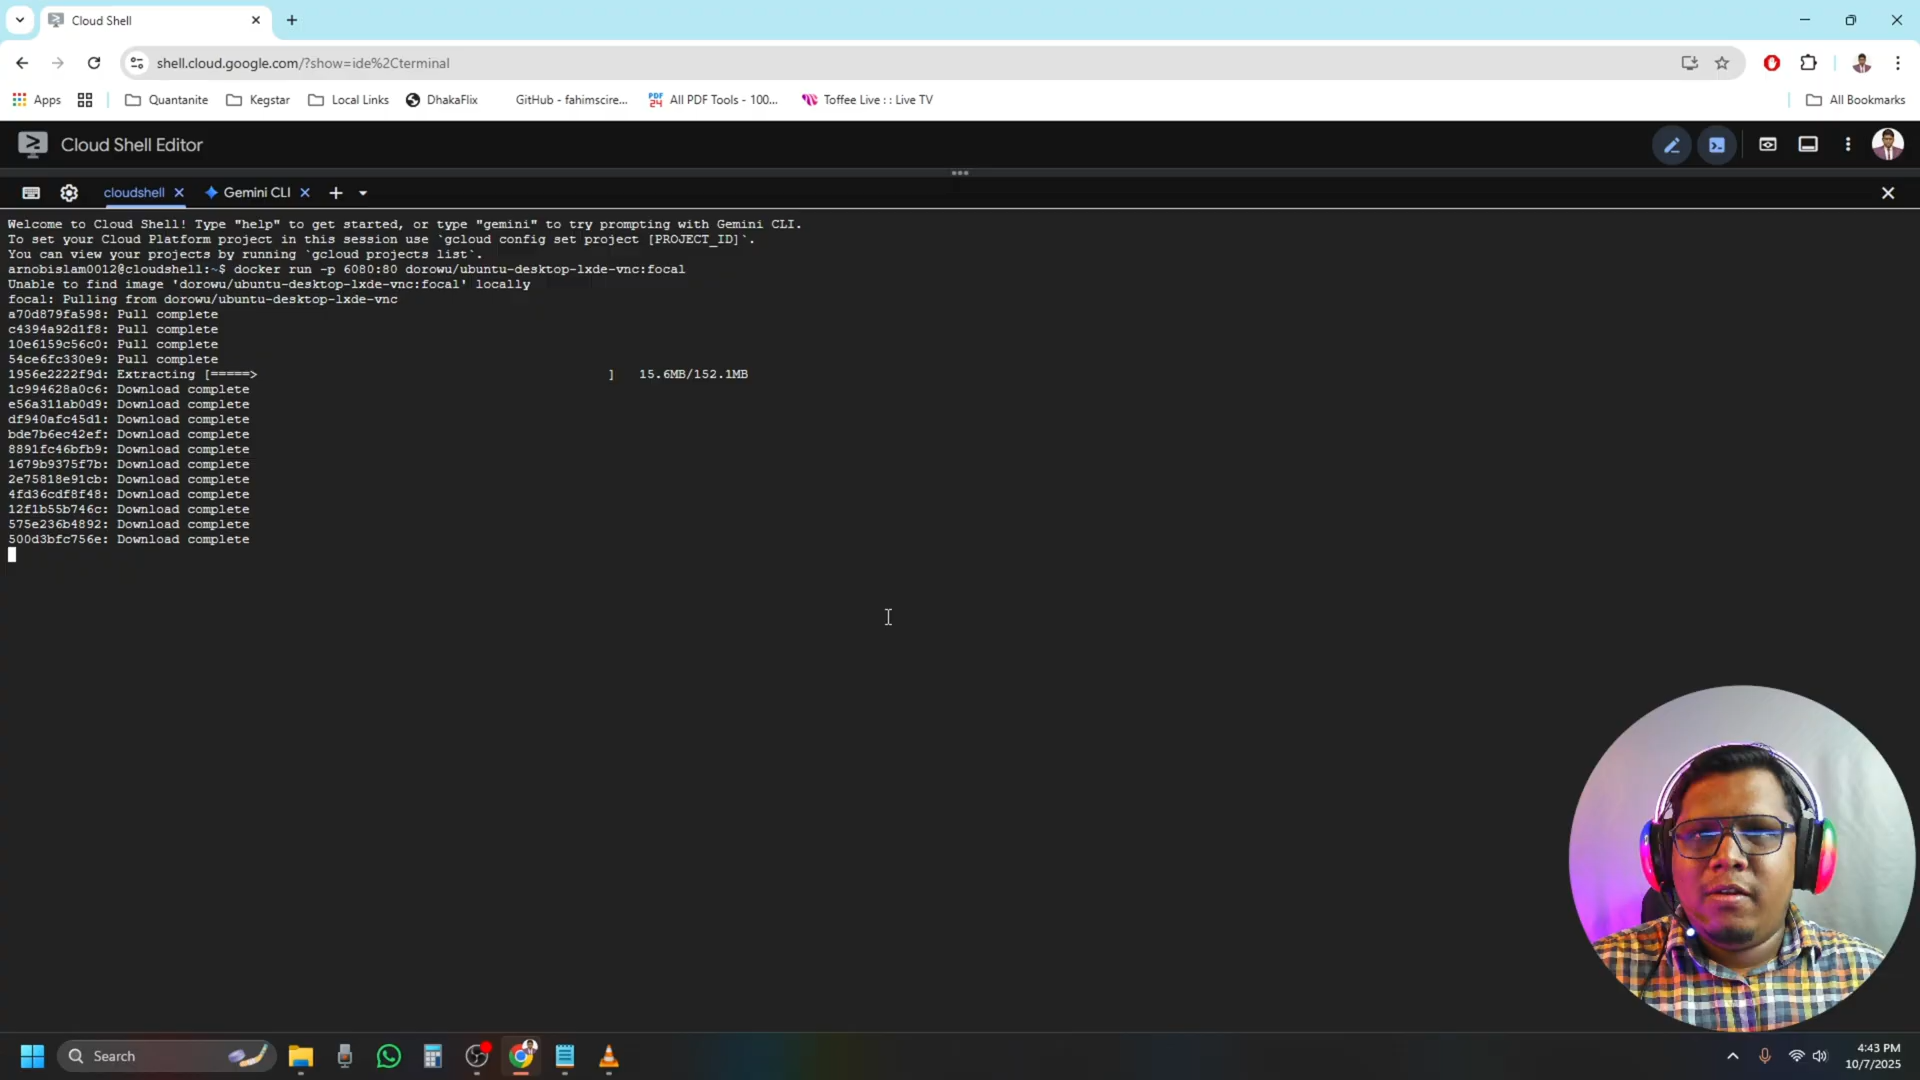 Cloud Shell
shell.cloud.google.com/?show=ide%2Cterminal
Apps
Quantanite
Kegstar
Local Links
DhakaFlix
GitHub - fahimscire...
PDF
24
All PDF Tools - 100...
Toffee Live : : Live TV
All Bookmarks
Cloud Shell Editor
cloudshell
Gemini CLI
Welcome to Cloud Shell! Type "help" to get started, or type "gemini" to try prompting with Gemini CLI.
To set your Cloud Platform project in this session use `gcloud config set project [PROJECT_ID]`.
You can view your projects by running `gcloud projects list`.
arnobislam0012@cloudshell:~$ docker run -p 6080:80 dorowu/ubuntu-desktop-lxde-vnc:focal
Unable to find image 'dorowu/ubuntu-desktop-lxde-vnc:focal' locally
focal: Pulling from dorowu/ubuntu-desktop-lxde-vnc
a70d879fa598: Pull complete
c4394a92d1f8: Pull complete
10e6159c56c0: Pull complete
54ce6fc330e9: Pull complete
1956e2222f9d: Extracting [=====> ] 15.6MB/152.1MB
1c994628a0c6: Download complete
e56a311ab0d9: Download complete
df940afc45d1: Download complete
bde7b6ec42ef: Download complete
8891fc46bfb9: Download complete
1679b9375f7b: Download complete
2e75818e91cb: Download complete
4fd36cdf8f48: Download complete
12f1b55b746c: Download complete
575e236b4892: Download complete
500d3bfc756e: Download complete
Search
4:43 PM
10/7/2025